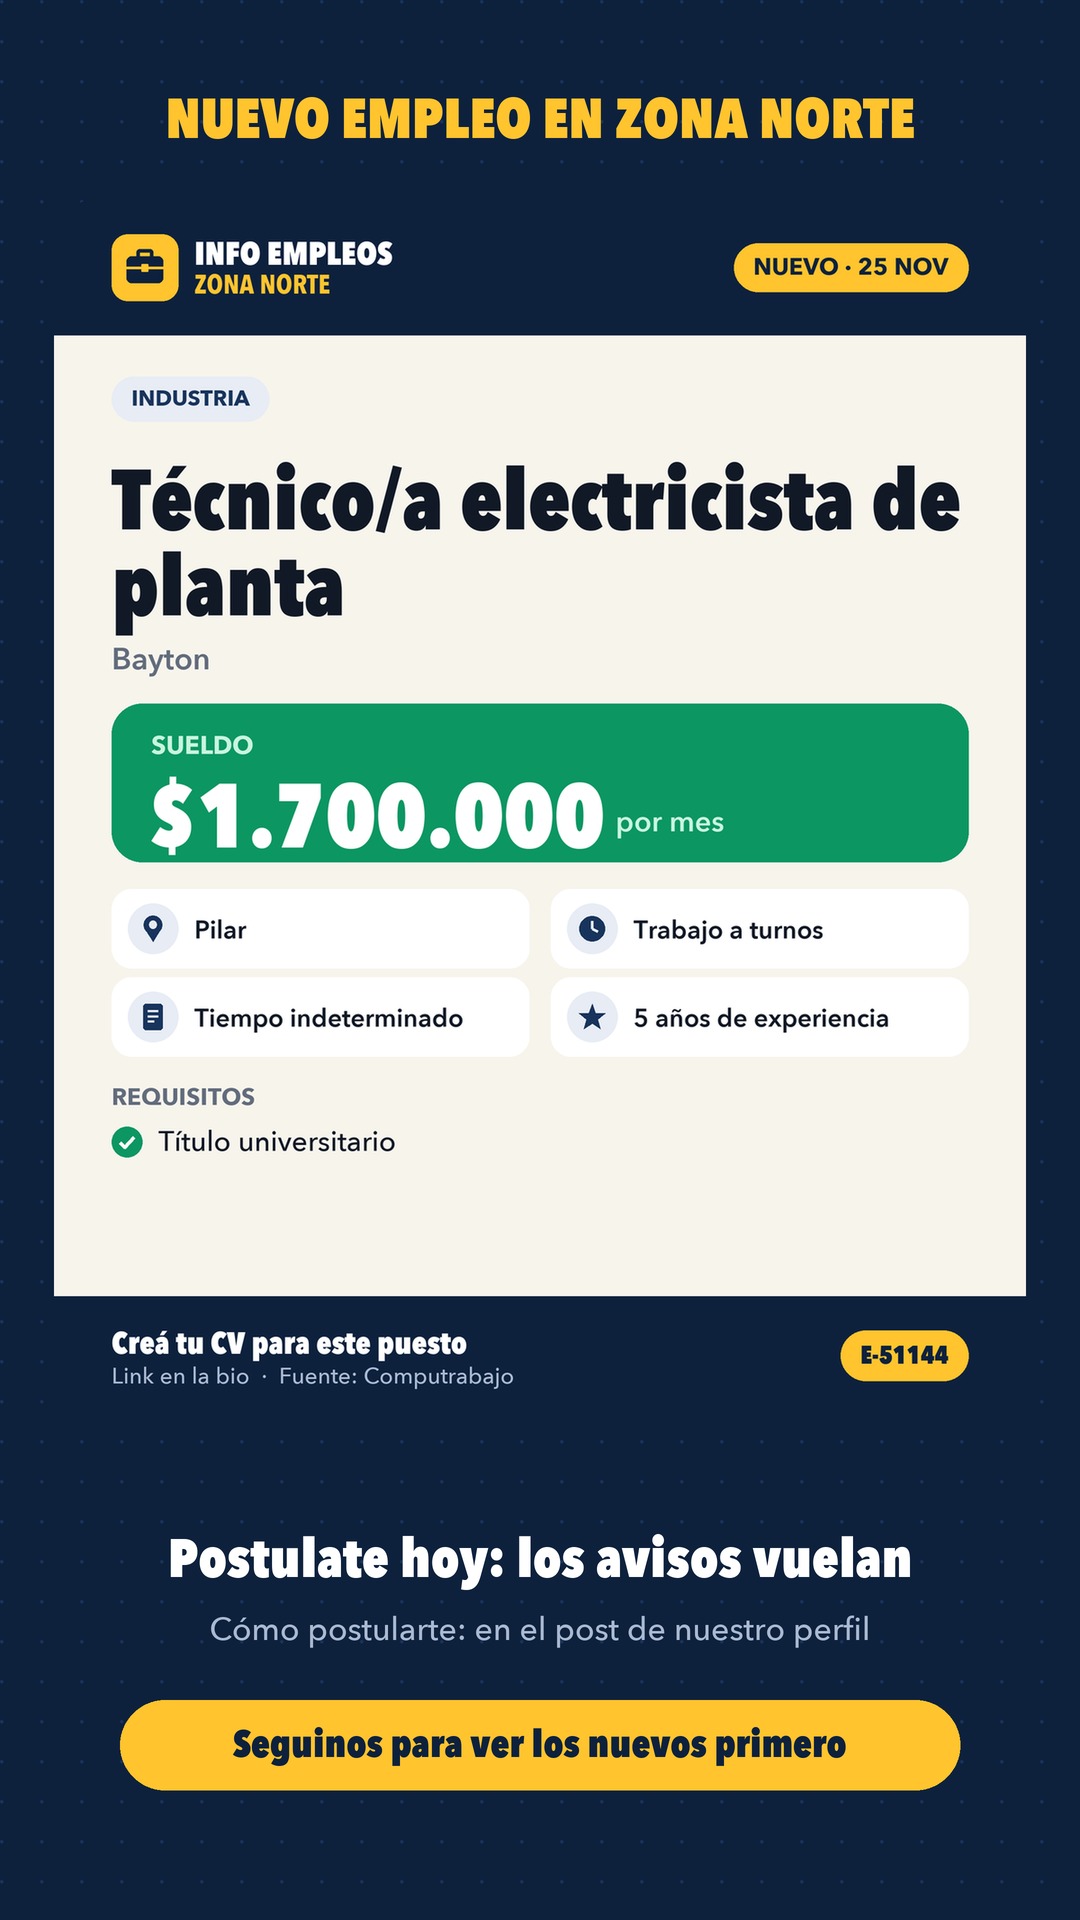 NUEVO EMPLEO EN ZONA NORTE
INFO EMPLEOS
ZONA NORTE
NUEVO · 25 NOV
INDUSTRIA
Técnico/a electricista de
planta
Bayton
SUELDO
$1.700.000 por mes
Pilar
Trabajo a turnos
Tiempo indeterminado
5 años de experiencia
REQUISITOS
Título universitario
Creá tu CV para este puesto
Link en la bio · Fuente: Computrabajo
E-51144
Postulate hoy: los avisos vuelan
Cómo postularte: en el post de nuestro perfil
Seguinos para ver los nuevos primero